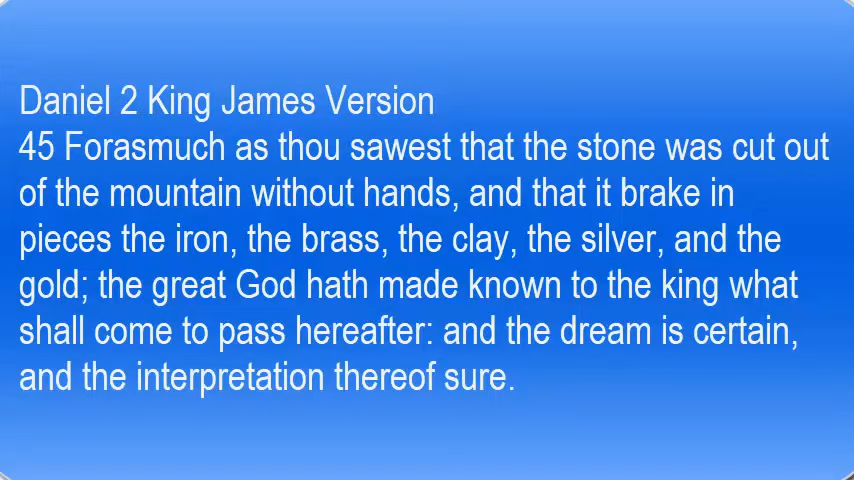 Daniel 2 King James Version
45 Forasmuch as thou sawest that the stone was cut out
of the mountain without hands, and that it brake in
pieces the iron, the brass, the clay, the silver, and the
gold; the great God hath made known to the king what
shall come to pass hereafter: and the dream is certain,
and the interpretation thereof sure.